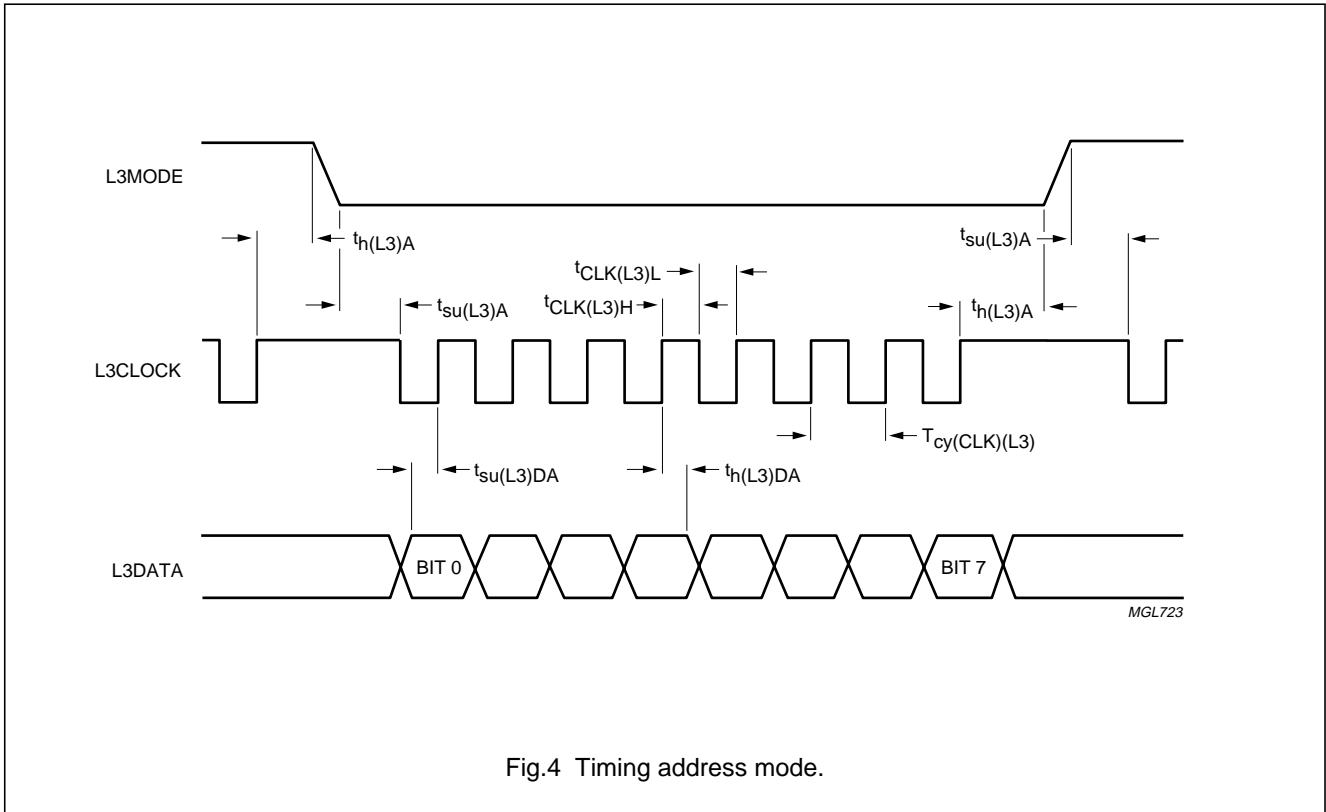 L3MODE
th(L3)A
tsu(L3)A
tCLK(L3)L
tsu(L3)A
tCLK(L3)H
th(L3)A
L3CLOCK
Tcy(CLK)(L3)
tsu(L3)DA
th(L3)DA
L3DATA
BIT 0
BIT 7
MGL723
Fig.4 Timing address mode.